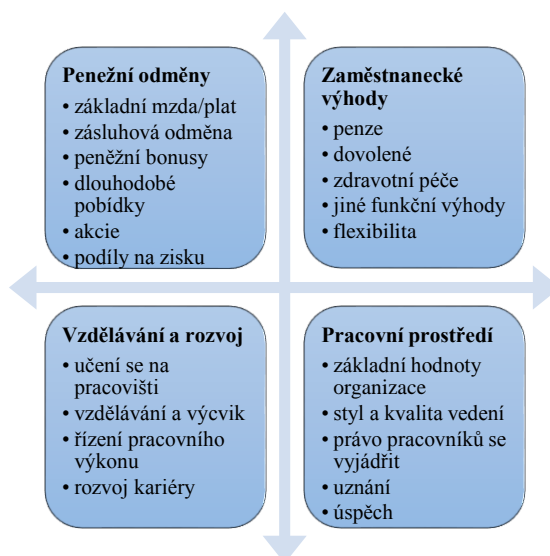 Penežní odměny
• základní mzda/plat
• zásluhová odměna
• peněžní bonusy
• dlouhodobé
pobídky
• akcie
• podíly na zisku
Zaměstnanecké
výhody
• penze
• dovolené
• zdravotní péče
• jiné funkční výhody
• flexibilita
Vzdělávání a rozvoj
• učení se na
pracovišti
• vzdělávání a výcvik
• řízení pracovního
výkonu
• rozvoj kariéry
Pracovní prostředí
• základní hodnoty
organizace
• styl a kvalita vedení
• právo pracovníků se
vyjádřit
• uznání
• úspěch